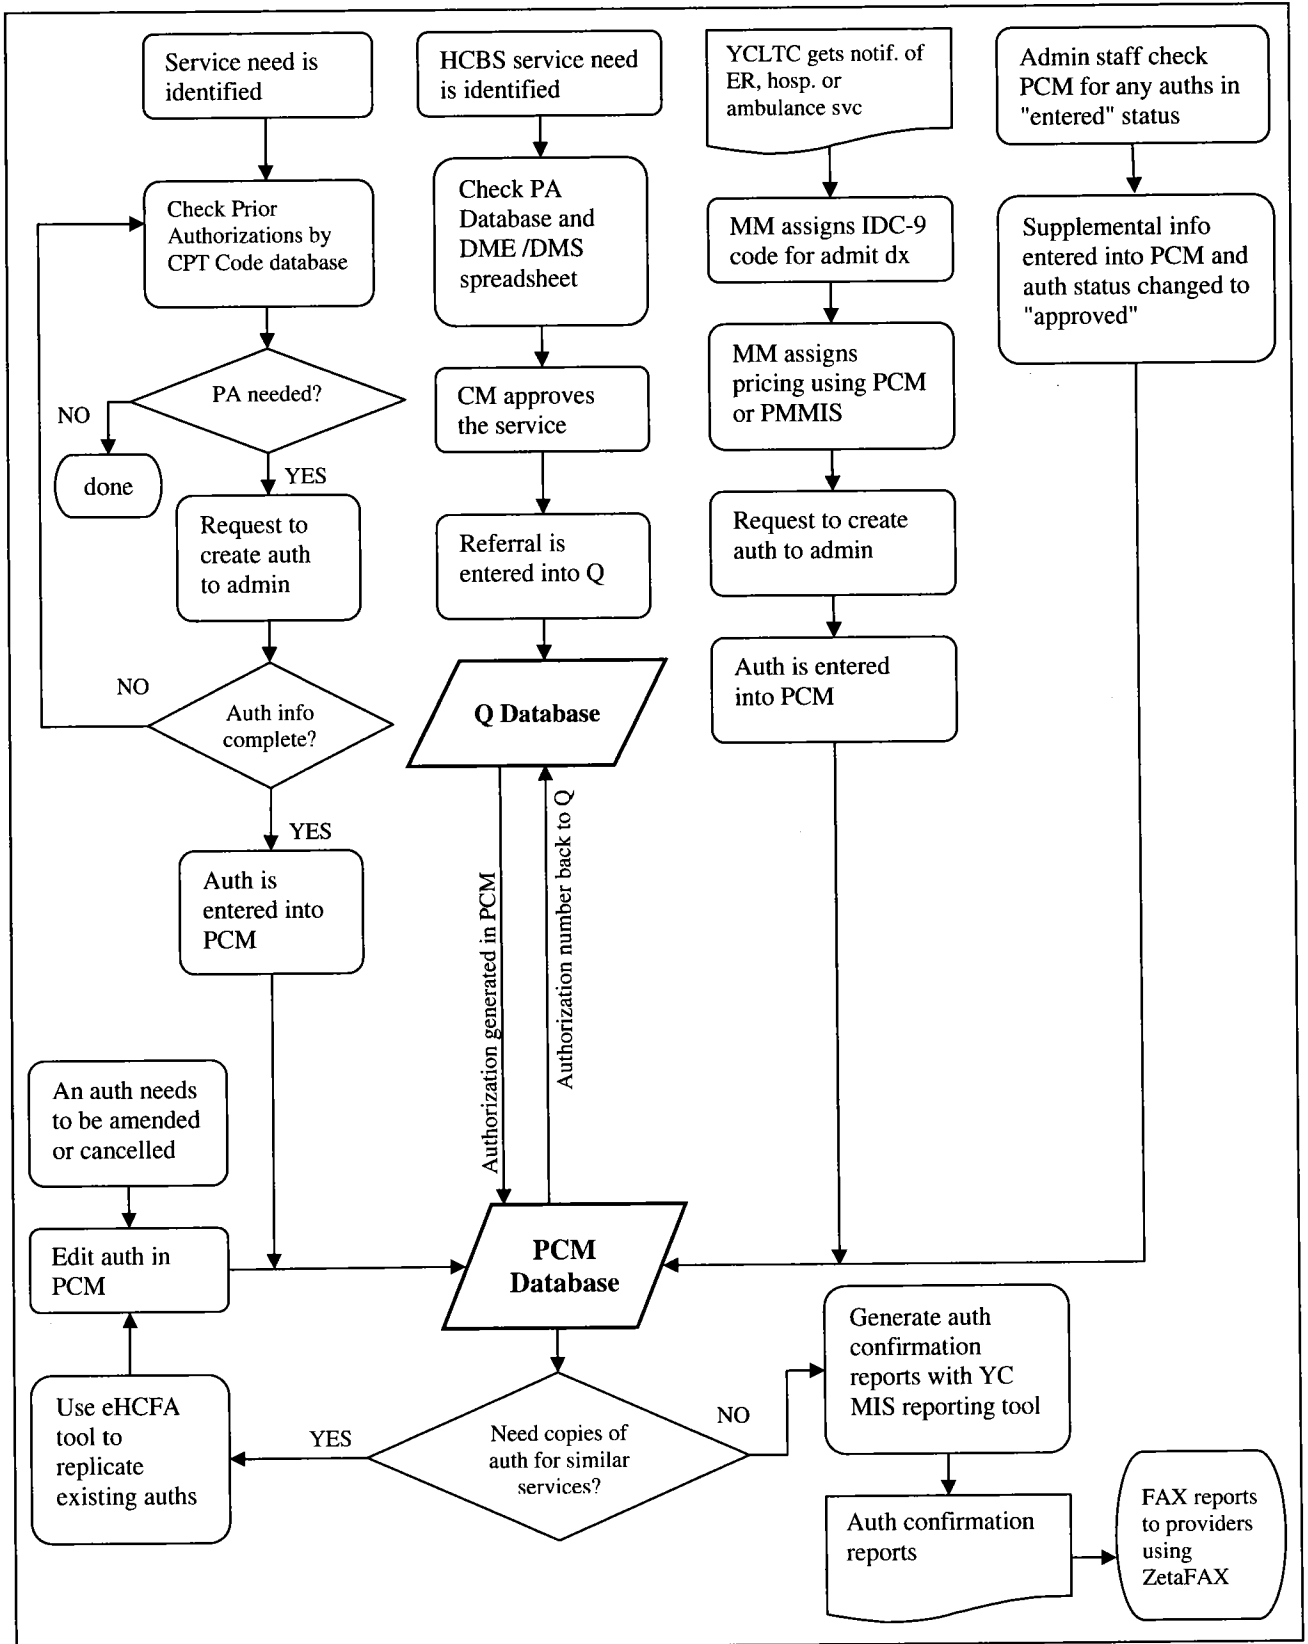 Service need is
identified
Check Prior
Authorizations by
CPT Code database
PA needed?
NO
done
YES
Request to
create auth
to admin
NO
Auth info
complete?
YES
Auth is
entered into
PCM
An auth needs
to be amended
or cancelled
Edit auth in
PCM
Use eHCFA
tool to
replicate
existing auths
HCBS service need
is identified
Check PA
Database and
DME /DMS
spreadsheet
CM approves
the service
Referral is
entered into Q
Q Database
Authorization generated in PCM
Authorization number back to Q
PCM
Database
YES
Need copies of
auth for similar
services?
NO
YCLTC gets notif. of
ER, hosp. or
ambulance svc
MM assigns IDC-9
code for admit dx
MM assigns
pricing using PCM
or PMMIS
Request to create
auth to admin
Auth is entered
into PCM
Admin staff check
PCM for any auths in
"entered" status
Supplemental info
entered into PCM and
auth status changed to
"approved"
Generate auth
confirmation
reports with YC
MIS reporting tool
Auth confirmation
reports
FAX reports
to providers
using
ZetaFAX